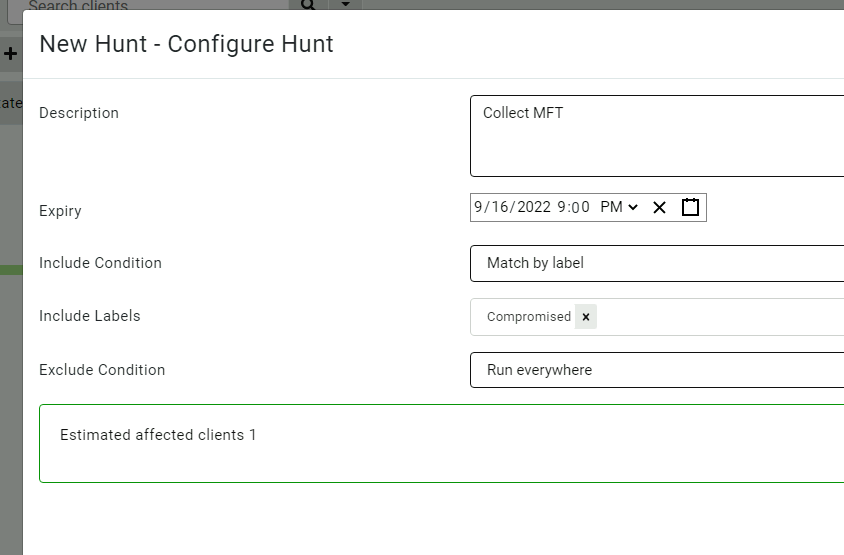 Search clients
New Hunt - Configure Hunt
tate
Description
Collect MFT
Expiry
9/16/2022 9:00 PM
Include Condition
Match by label
Include Labels
Compromised ×
Exclude Condition
Run everywhere
Estimated affected clients 1